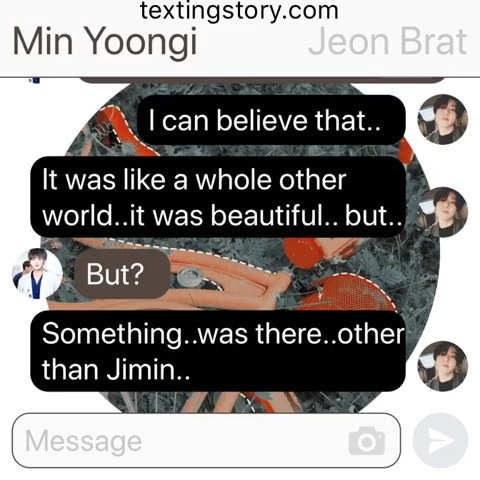 textingstory.com
Min Yoongi
Jeon Brat
I can believe that..
It was like a whole other
world..it was beautiful.. but..
But?
Something..was there..other
than Jimin..
Message